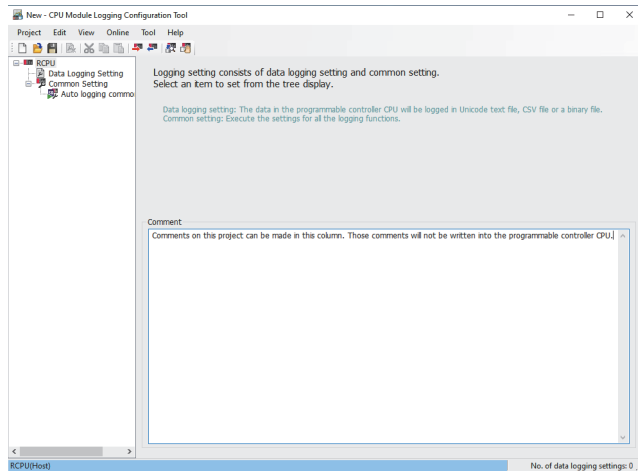 New - CPU Module Logging Configuration Tool
Project Edit View Online Tool Help
RCPU
Data Logging Setting
Common Setting
Auto logging commo
Logging setting consists of data logging setting and common setting.
Select an item to set from the tree display.
Data logging setting: The data in the programmable controller CPU will be logged in Unicode text file, CSV file or a binary file.
Common setting: Execute the settings for all the logging functions.
Comment
Comments on this project can be made in this column. Those comments will not be written into the programmable controller CPU.
RCPU(Host)
No. of data logging settings: 0